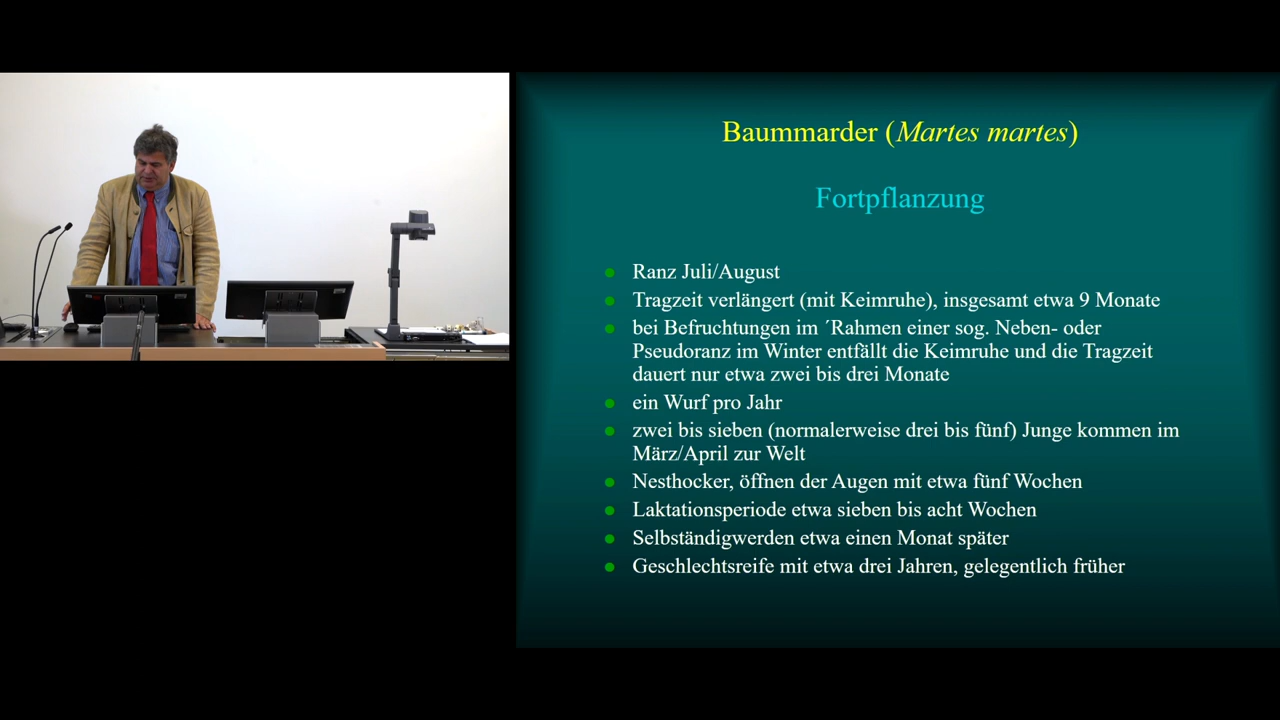 Baummarder (Martes martes)
Fortpflanzung
Ranz Juli/August
Tragzeit verlängert (mit Keimruhe), insgesamt etwa 9 Monate
bei Befruchtungen im ´Rahmen einer sog. Neben- oder
Pseudoranz im Winter entfällt die Keimruhe und die Tragzeit
dauert nur etwa zwei bis drei Monate
ein Wurf pro Jahr
zwei bis sieben (normalerweise drei bis fünf) Junge kommen im
März/April zur Welt
Nesthocker, öffnen der Augen mit etwa fünf Wochen
Laktationsperiode etwa sieben bis acht Wochen
Selbständigwerden etwa einen Monat später
Geschlechtsreife mit etwa drei Jahren, gelegentlich früher